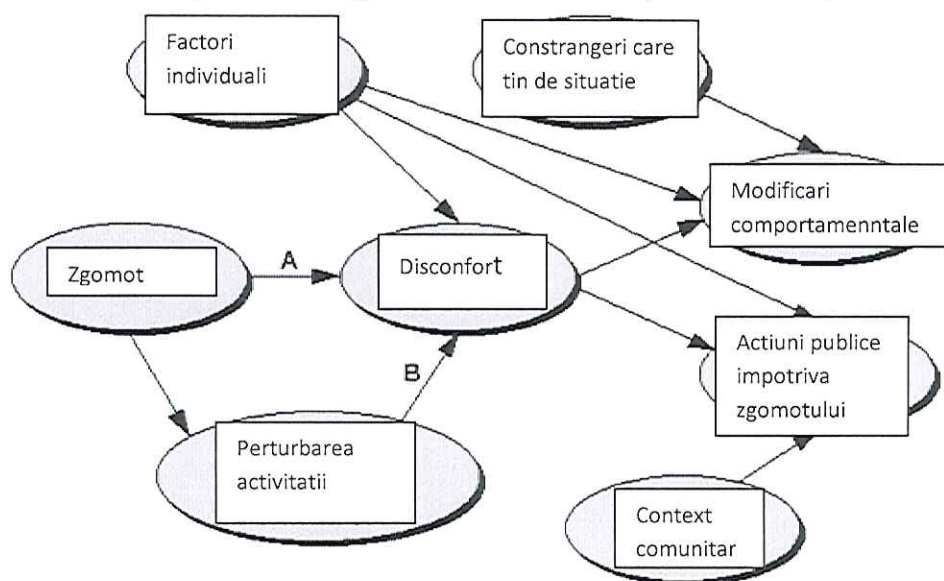 Factori
individuali
Constrangeri care
tin de situatie
Modificari
comportamenntale
Zgomot
A
Disconfort
B
Actiuni publice
impotriva
zgomotului
Perturbarea
activitatii
Context
comunitar